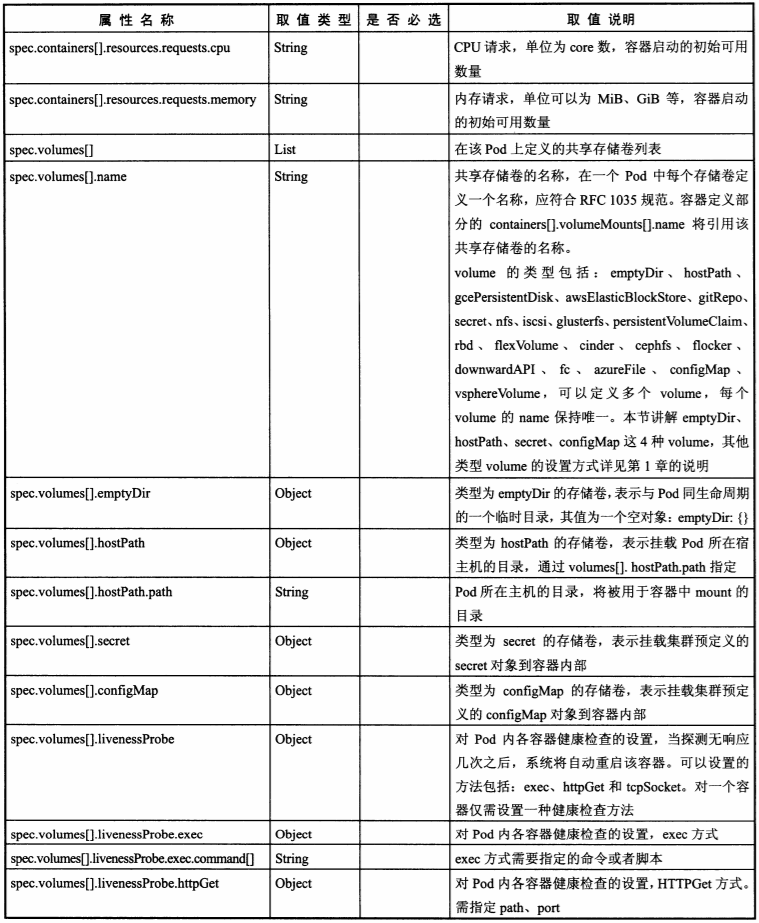 属性名称 取值类型 是否必选 取值说明
spec.containers[].resources.requests.cpu String CPU 请求，单位为 core 数，容器启动的初始可用
数量
spec.containers[].resources.requests.memory String 内存请求，单位可以为 MiB、GiB 等，容器启动
的初始可用数量
spec.volumes[] List 在该 Pod 上定义的共享存储卷列表
spec.volumes[].name String 共享存储卷的名称，在一个 Pod 中每个存储卷定
义一个名称，应符合 RFC 1035 规范。容器定义部
分的 containers[].volumeMounts[].name 将引用该
共享存储卷的名称。
volume 的类型包括：emptyDir、hostPath、
gcePersistentDisk、awsElasticBlockStore、gitRepo、
secret、nfs、iscsi、glusterfs、persistentVolumeClaim、
rbd、flexVolume、cinder、cephfs、flocker、
downwardAPI、fc、azureFile、configMap、
vsphereVolume，可以定义多个 volume，每个
volume 的 name 保持唯一。本节讲解 emptyDir、
hostPath、secret、configMap 这 4 种 volume，其他
类型 volume 的设置方式详见第 1 章的说明
spec.volumes[].emptyDir Object 类型为 emptyDir 的存储卷，表示与 Pod 同生命周期
的一个临时目录，其值为一个空对象：emptyDir: {}
spec.volumes[].hostPath Object 类型为 hostPath 的存储卷，表示挂载 Pod 所在宿
主机的目录，通过 volumes[]. hostPath.path 指定
spec.volumes[].hostPath.path String Pod 所在主机的目录，将被用于容器中 mount 的
目录
spec.volumes[].secret Object 类型为 secret 的存储卷，表示挂载集群预定义的
secret 对象到容器内部
spec.volumes[].configMap Object 类型为 configMap 的存储卷，表示挂载集群预定
义的 configMap 对象到容器内部
spec.volumes[].livenessProbe Object 对 Pod 内各容器健康检查的设置，当探测无响应
几次之后，系统将自动重启该容器。可以设置的
方法包括：exec、httpGet 和 tcpSocket。对一个容
器仅需设置一种健康检查方法
spec.volumes[].livenessProbe.exec Object 对 Pod 内各容器健康检查的设置，exec 方式
spec.volumes[].livenessProbe.exec.command[] String exec 方式需要指定的命令或者脚本
spec.volumes[].livenessProbe.httpGet Object 对 Pod 内各容器健康检查的设置，HTTPGet 方式。
需指定 path、port